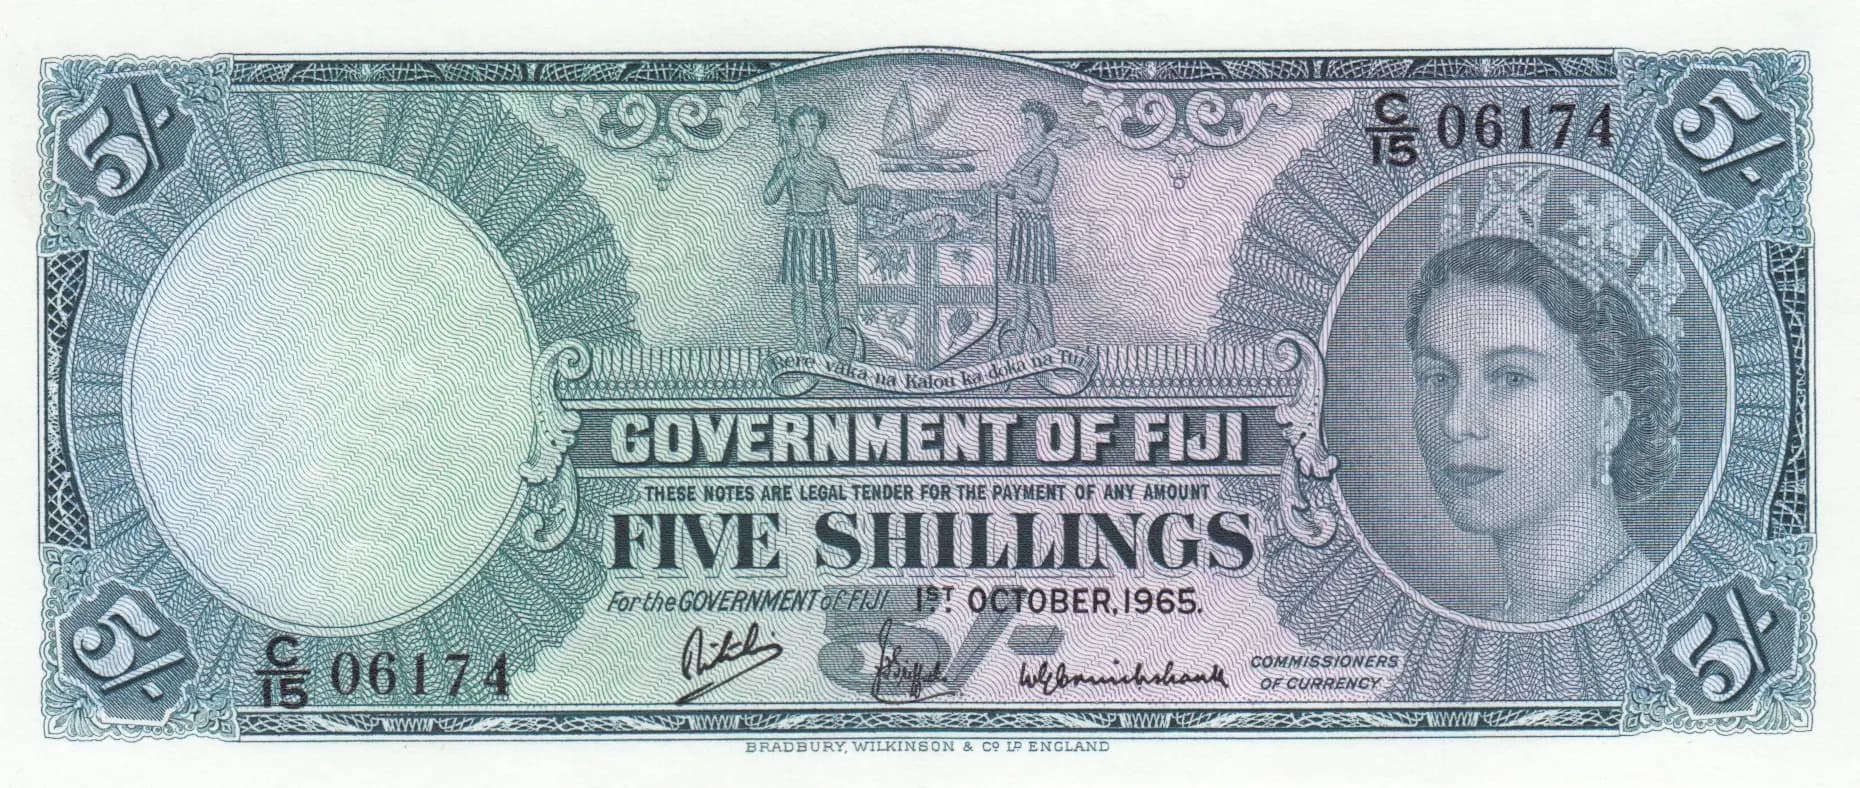 5/- 5/-
C/15 06174
Rere vaka na Kalou ka doka na Tui
GOVERNMENT OF FIJI
THESE NOTES ARE LEGAL TENDER FOR THE PAYMENT OF ANY AMOUNT
FIVE SHILLINGS
For the GOVERNMENT of FIJI 1ST. OCTOBER, 1965.
5/-
COMMISSIONERS
OF CURRENCY
C/15 06174
5/- 5/-
BRADBURY, WILKINSON & Co. LD. ENGLAND